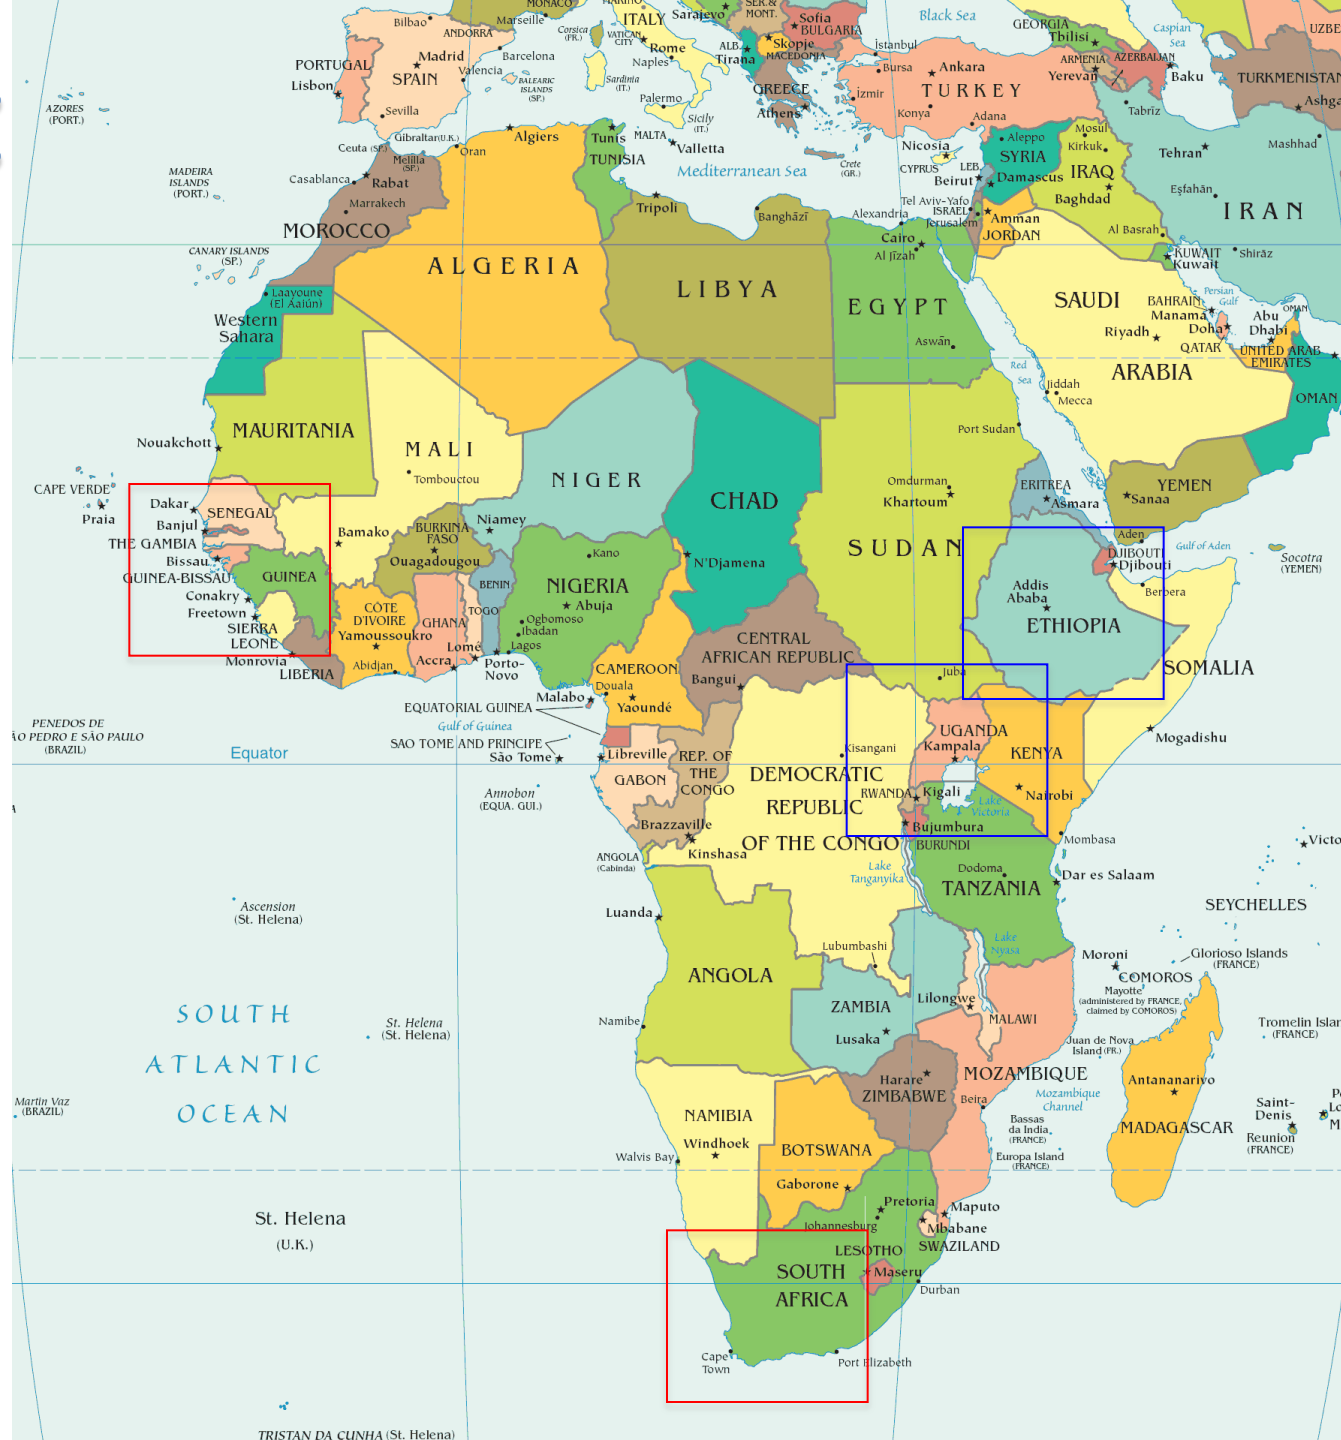 MONACO
Marseille
Bilbao
ANDORRA
PORTUGAL
Lisbon
Madrid
SPAIN
Barcelona
Valencia
BALEARIC
ISLANDS
(SP.)
Sevilla
Corsica
(FR.)
VATICAN
CITY
ITALY
Rome
Naples
Sardinia
(IT.)
Palermo
Sicily
(IT.)
MALTA
Valletta
Sarajevo
SER.&
MONT.
Sofia
BULGARIA
Skopje
MACEDONIA
ALB.
Tirana
GREECE
Athens
Crete
(GR.)
Black Sea
İstanbul
Bursa
Ankara
TURKEY
İzmir
Konya
Adana
GEORGIA
Tbilisi
ARMENIA
Yerevan
AZERBAIJAN
Baku
Caspian
Sea
UZBE
TURKMENISTAN
Ashga
Tabrīz
Tehran
Mashhad
Eşfahān
IRAN
Shīrāz
Nicosia
CYPRUS
LEB.
Beirut
Aleppo
SYRIA
Damascus
Mosul
Kirkuk
IRAQ
Baghdad
Al Basrah
Tel Aviv-Yafo
ISRAEL
Jerusalem
Amman
JORDAN
KUWAIT
Kuwait
Persian
Gulf
SAUDI
ARABIA
Riyadh
BAHRAIN
Manama
Doha
QATAR
Abu
Dhabi
OMAN
UNITED ARAB
EMIRATES
OMAN
Jiddah
Mecca
Red
Sea
YEMEN
Sanaa
Aden
Gulf of Aden
Socotra
(YEMEN)
AZORES
(PORT.)
MADEIRA
ISLANDS
(PORT.)
CANARY ISLANDS
(SP.)
Gibraltar(U.K.)
Ceuta (SP.)
Melilla
(SP.)
Casablanca
Rabat
Marrakech
MOROCCO
Algiers
Oran
ALGERIA
Tunis
TUNISIA
Mediterranean Sea
Tripoli
Banghāzī
LIBYA
Alexandria
Cairo
Al Jīzah
EGYPT
Aswān
Laayoune
(El Aaiún)
Western
Sahara
MAURITANIA
Nouakchott
MALI
Tombouctou
Bamako
NIGER
Niamey
CHAD
N'Djamena
Port Sudan
Omdurman
Khartoum
SUDAN
Juba
ERITREA
Asmara
DJIBOUTI
Djibouti
Berbera
Addis
Ababa
ETHIOPIA
SOMALIA
Mogadishu
CAPE VERDE
Praia
Dakar
SENEGAL
Banjul
THE GAMBIA
Bissau
GUINEA-BISSAU
GUINEA
Conakry
Freetown
SIERRA
LEONE
Monrovia
LIBERIA
BURKINA
FASO
Ouagadougou
CÔTE
D'IVOIRE
Yamoussoukro
Abidjan
GHANA
Accra
TOGO
Lomé
BENIN
Porto-
Novo
NIGERIA
Kano
Abuja
Ogbomoso
Ibadan
Lagos
CENTRAL
AFRICAN REPUBLIC
Bangui
CAMEROON
Douala
Yaoundé
Malabo
EQUATORIAL GUINEA
Gulf of Guinea
SAO TOME AND PRINCIPE
São Tome
Libreville
GABON
Annobon
(EQUA. GUI.)
REP. OF
THE
CONGO
Brazzaville
Kinshasa
ANGOLA
(Cabinda)
Kisangani
DEMOCRATIC
REPUBLIC
OF THE CONGO
Lubumbashi
UGANDA
Kampala
KENYA
Nairobi
Mombasa
RWANDA
Kigali
Lake
Victoria
Bujumbura
BURUNDI
Lake
Tanganyika
Dodoma
TANZANIA
Dar es Salaam
PENEDOS DE
ÃO PEDRO E SÃO PAULO
(BRAZIL)
Equator
Ascension
(St. Helena)
St. Helena
(St. Helena)
SOUTH
ATLANTIC
OCEAN
Martin Vaz
(BRAZIL)
St. Helena
(U.K.)
TRISTAN DA CUNHA (St. Helena)
Luanda
ANGOLA
Namibe
ZAMBIA
Lusaka
Lilongwe
MALAWI
Lake
Nyasa
MOZAMBIQUE
Beira
Maputo
Harare
ZIMBABWE
NAMIBIA
Windhoek
Walvis Bay
BOTSWANA
Gaborone
Pretoria
Johannesburg
Mbabane
SWAZILAND
LESOTHO
Maseru
SOUTH
AFRICA
Durban
Cape
Town
Port Elizabeth
Victo
SEYCHELLES
Moroni
COMOROS
Mayotte
(administered by FRANCE,
claimed by COMOROS)
Glorioso Islands
(FRANCE)
Juan de Nova
Island (FR.)
Tromelin Islan
(FRANCE)
Mozambique
Channel
Bassas
da India
(FRANCE)
Europa Island
(FRANCE)
Antananarivo
MADAGASCAR
Saint-
Denis
Reunion
(FRANCE)